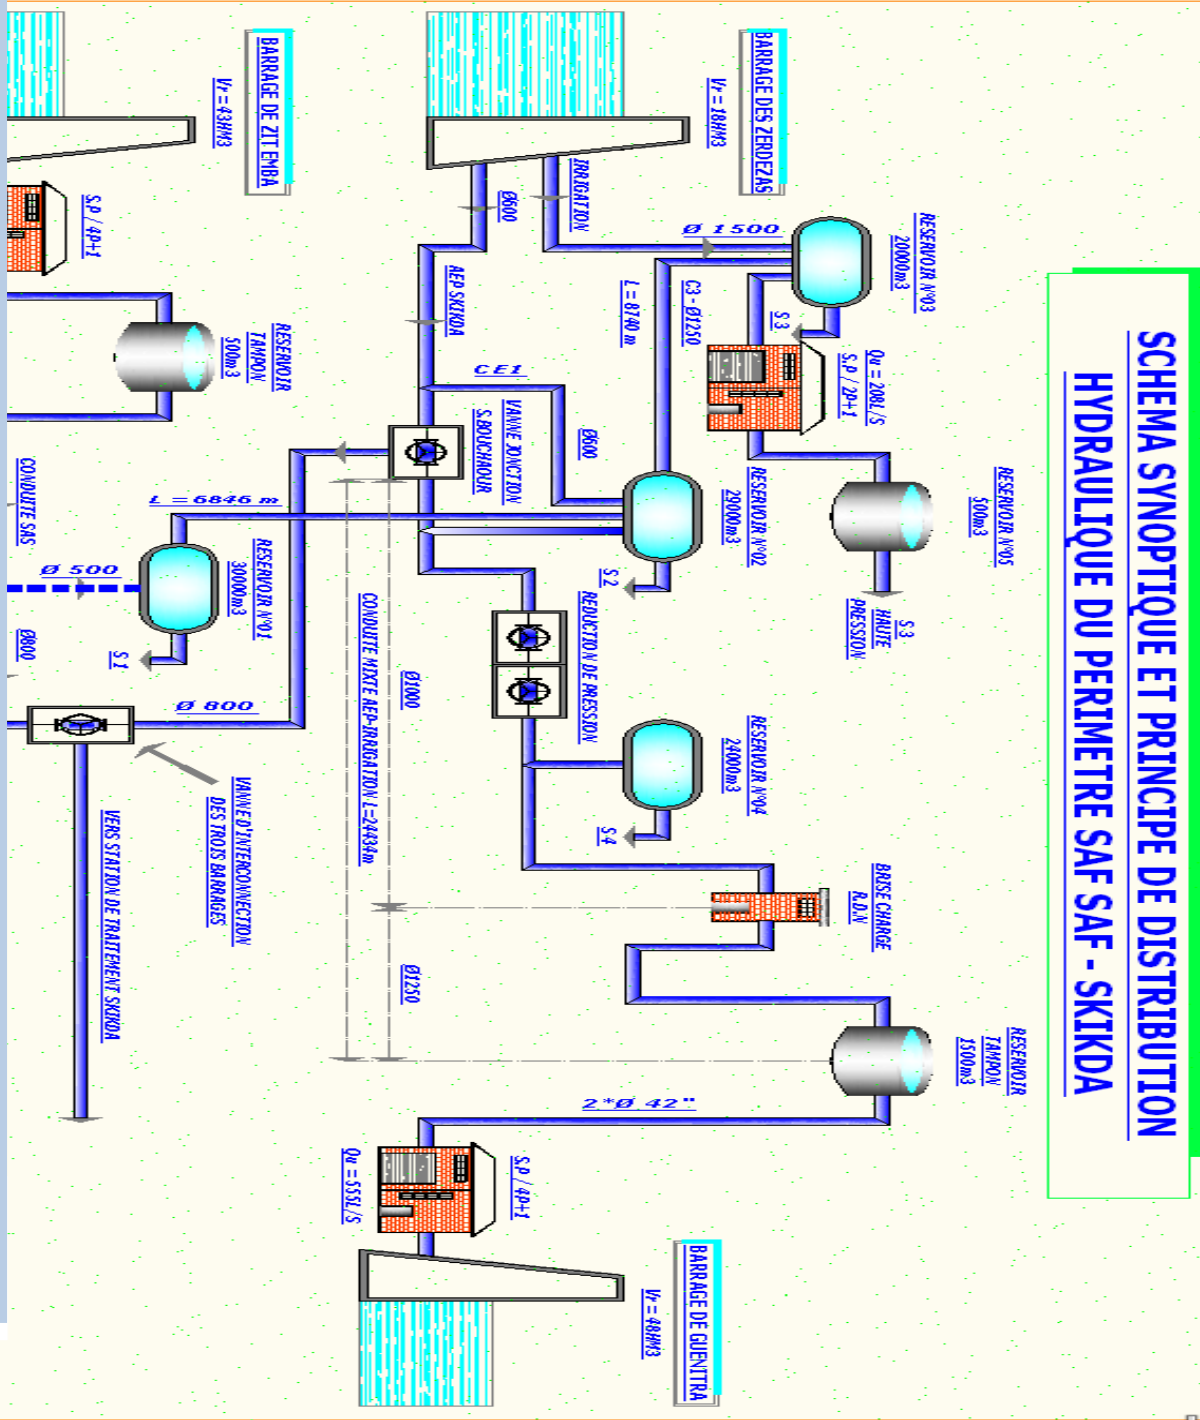 SCHEMA SYNOPTIQUE ET PRINCIPE DE DISTRIBUTION
HYDRAULIQUE DU PERIMETRE SAF SAF - SKIKDA
RESERVOIR N°05
500m3
RESERVOIR
TAMPON
1500m3
RESERVOIR N°03
20000m3
S.3
HAUTE
PRESSION
BRISE CHARGE
R.D.N
Qu = 208L/S
S.P / 2P+1
S3
BARRAGE DES ZERDEZAS
Vr = 18HM3
Ø 1500
C3 - Ø1250
L = 8740 m
RESERVOIR N°02
20000m3
S2
RESERVOIR N°04
24000m3
S4
BARRAGE DE GUENITRA
Vr = 48HM3
2*Ø 42"
IRRIGATION
Ø600
Ø600
REDUCTION DE PRESSION
VANNE JONCTION
S.BOUCHAOUR
CE1
AEP SKIKDA
S.P / 4P+1
Qu = 555L/S
Ø1000
Ø1250
CONDUITE MIXTE AEP-IRRIGATION L=24434m
BARRAGE DE ZIT EMBA
Vr = 43HM3
RESERVOIR
TAMPON
500m3
L = 6846 m
RESERVOIR N°01
30000m3
S1
Ø 800
VANNE D'INTERCONNECTION
DES TROIS BARRAGES
S.P / 4P+1
VERS STATION DE TRAITEMENT SKIKDA
Ø 500
CONDUITE SAS
Ø800